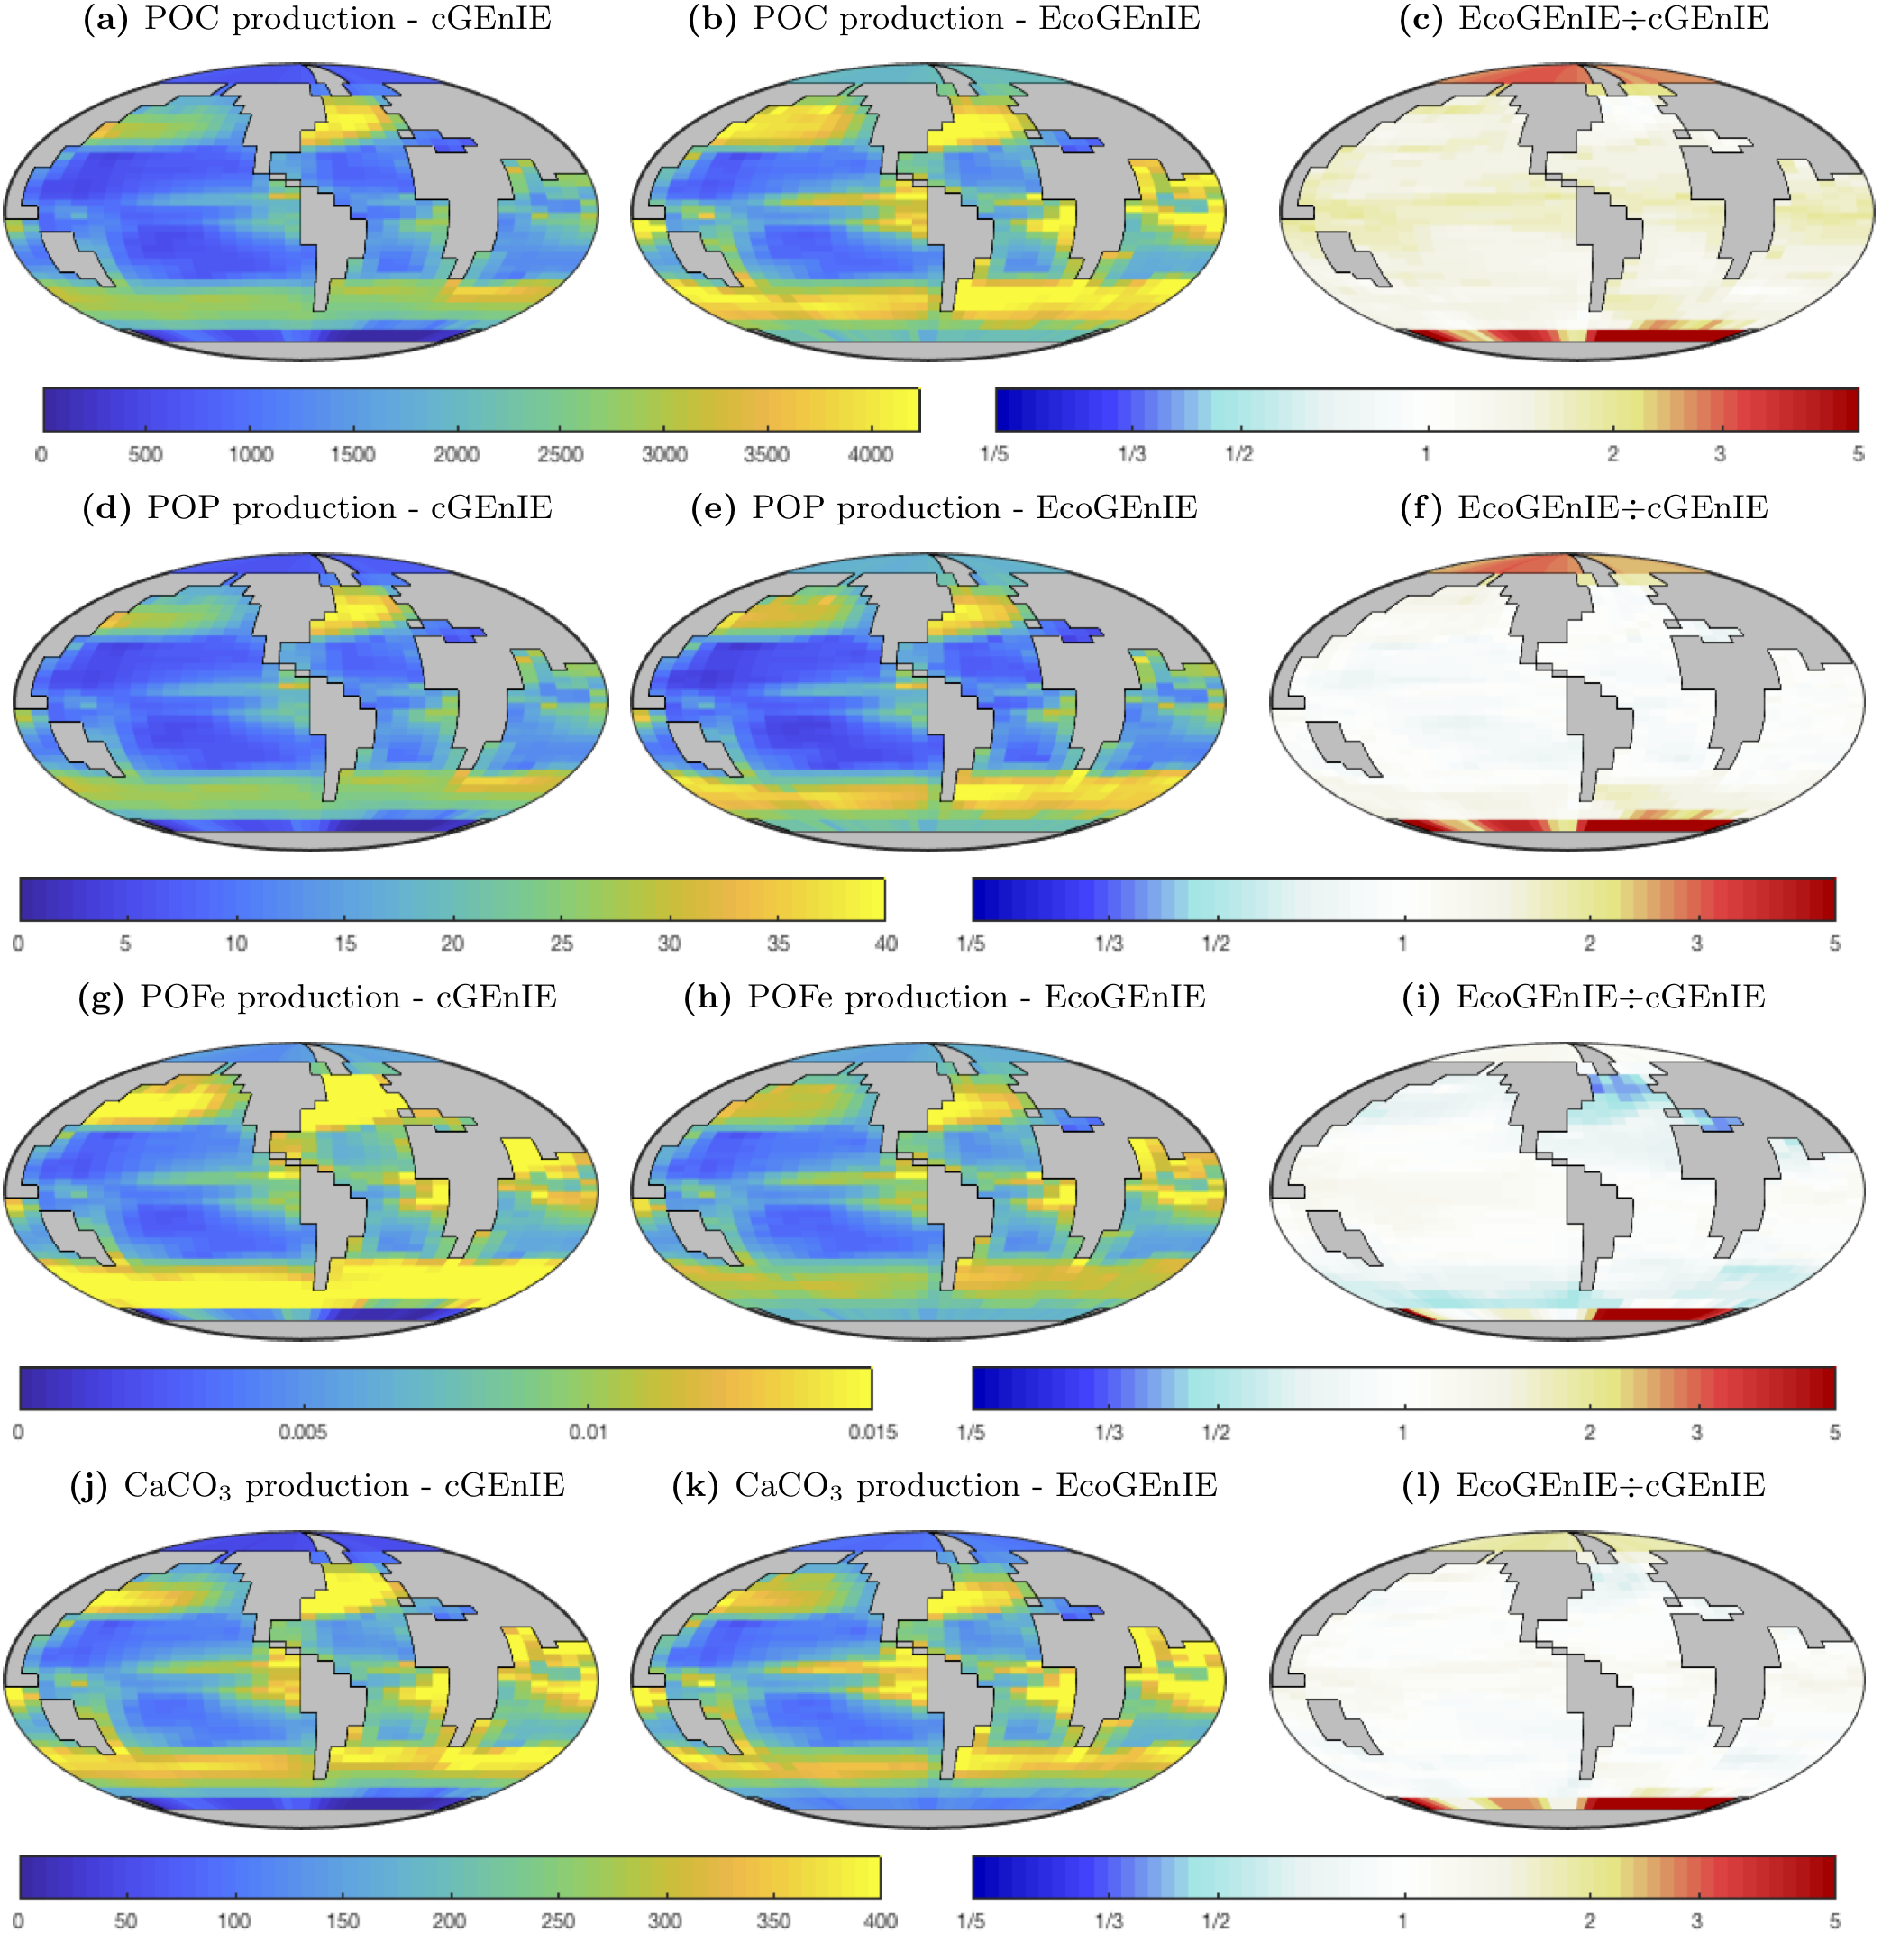 (a) POC production - cGEnIE (b) POC production - EcoGEnIE (c) EcoGEnIE÷cGEnIE
0 500 1000 1500 2000 2500 3000 3500 4000 1/5 1/3 1/2 1 2 3 5
(d) POP production - cGEnIE (e) POP production - EcoGEnIE (f) EcoGEnIE÷cGEnIE
0 5 10 15 20 25 30 35 40 1/5 1/3 1/2 1 2 3 5
(g) POFe production - cGEnIE (h) POFe production - EcoGEnIE (i) EcoGEnIE÷cGEnIE
0 0.005 0.01 0.015 1/5 1/3 1/2 1 2 3 5
(j) CaCO₃ production - cGEnIE (k) CaCO₃ production - EcoGEnIE (l) EcoGEnIE÷cGEnIE
0 50 100 150 200 250 300 350 400 1/5 1/3 1/2 1 2 3 5